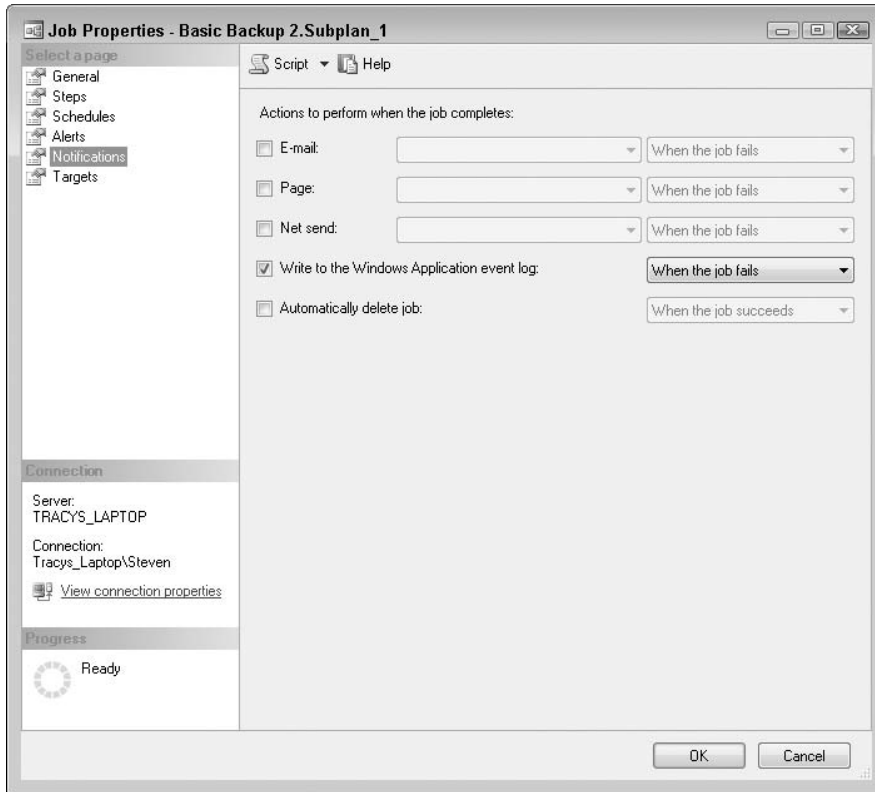 Job Properties - Basic Backup 2.Subplan_1
Select a page
General
Steps
Schedules
Alerts
Notifications
Targets
Script Help
Actions to perform when the job completes:
E-mail: When the job fails
Page: When the job fails
Net send: When the job fails
Write to the Windows Application event log: When the job fails
Automatically delete job: When the job succeeds
Connection
Server:
TRACYS_LAPTOP
Connection:
Tracys_Laptop\Steven
View connection properties
Progress
Ready
OK Cancel